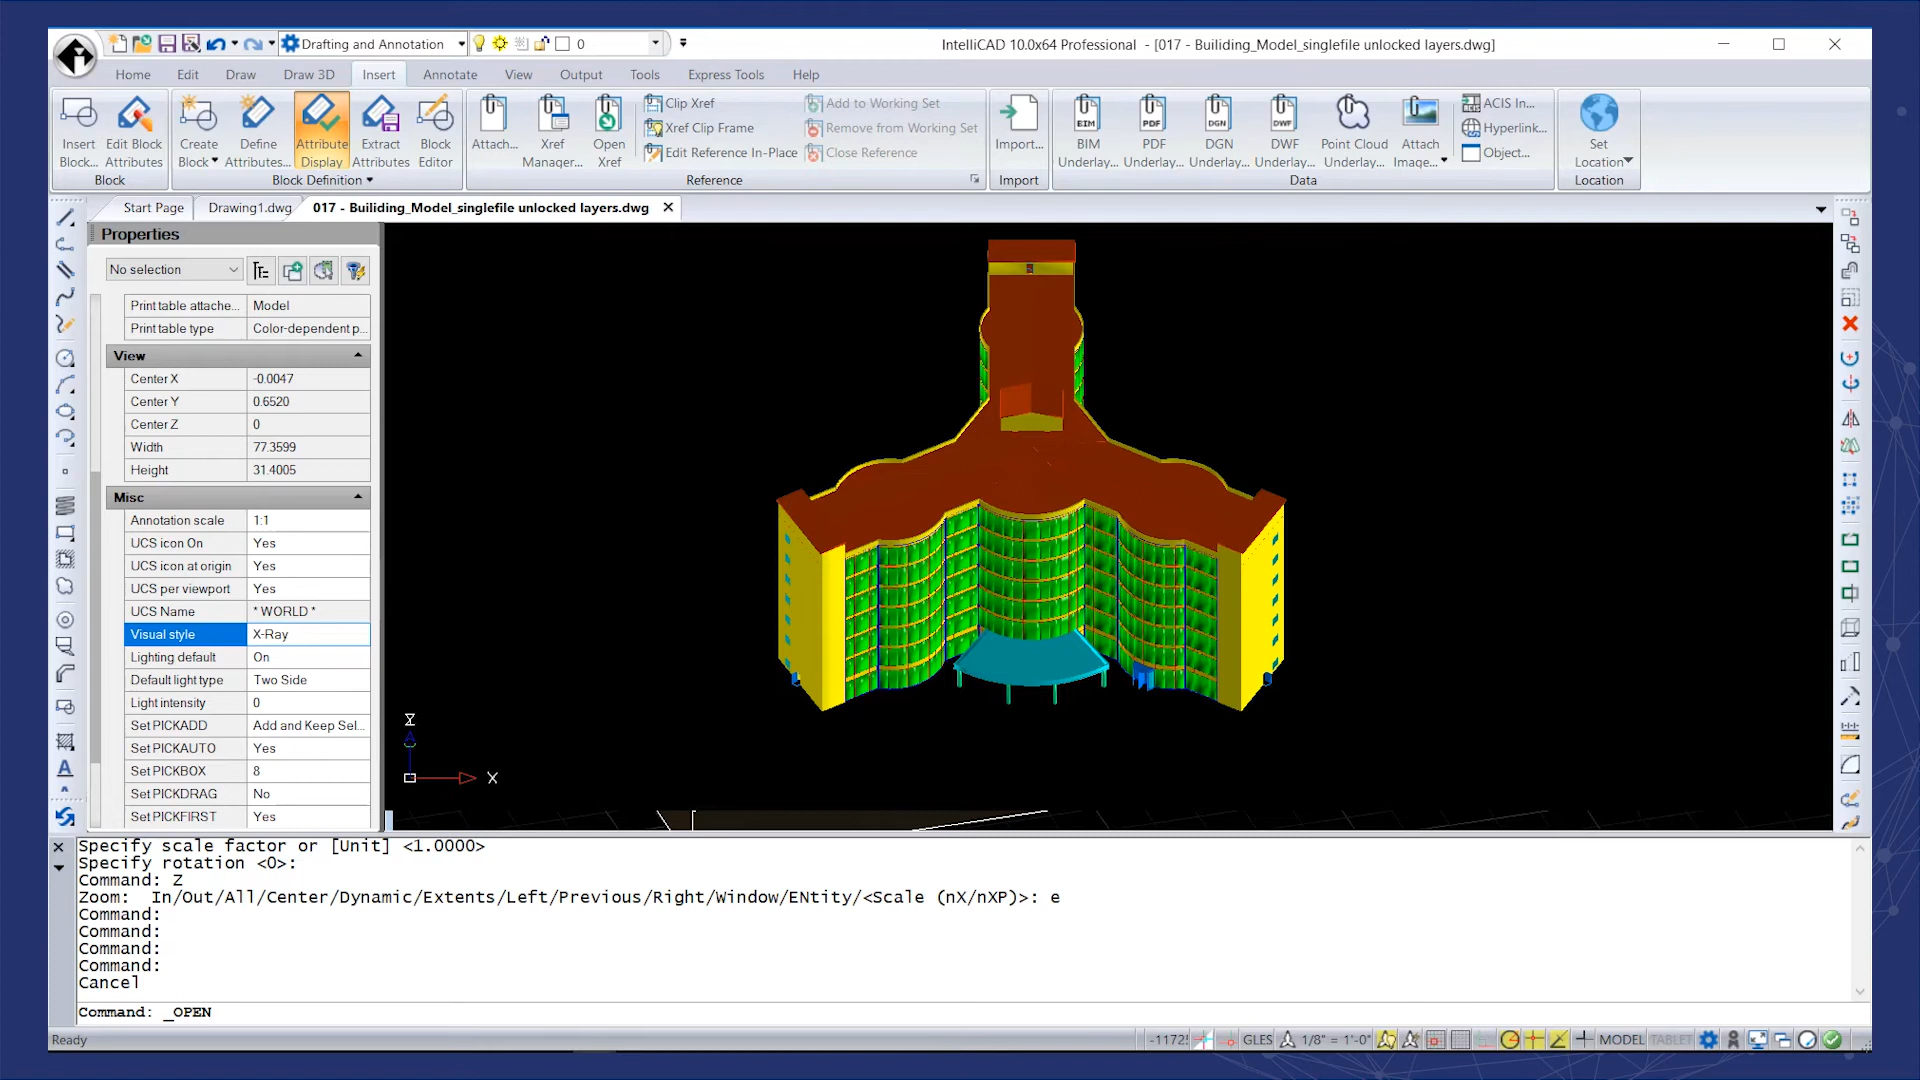 Drafting and Annotation
0
IntelliCAD 10.0x64 Professional - [017 - Builiding_Model_singlefile unlocked layers.dwg]
Home Edit Draw Draw 3D Insert Annotate View Output Tools Express Tools Help
Insert Block...
Edit Block Attributes
Block
Create Block
Define Attributes...
Attribute Display
Extract Attributes
Block Editor
Block Definition
Attach...
Xref Manager...
Open Xref
Clip Xref
Xref Clip Frame
Edit Reference In-Place
Add to Working Set
Remove from Working Set
Close Reference
Reference
Import...
Import
BIM Underlay...
PDF Underlay...
DGN Underlay...
DWF Underlay...
Point Cloud Underlay...
Attach Image...
ACIS In...
Hyperlink...
Object...
Data
Set Location
Location
Start Page Drawing1.dwg 017 - Builiding_Model_singlefile unlocked layers.dwg
Properties
No selection
Print table attache... Model
Print table type Color-dependent p...
View
Center X -0.0047
Center Y 0.6520
Center Z 0
Width 77.3599
Height 31.4005
Misc
Annotation scale 1:1
UCS icon On Yes
UCS icon at origin Yes
UCS per viewport Yes
UCS Name * WORLD *
Visual style X-Ray
Lighting default On
Default light type Two Side
Light intensity 0
Set PICKADD Add and Keep Sel...
Set PICKAUTO Yes
Set PICKBOX 8
Set PICKDRAG No
Set PICKFIRST Yes
X
Specify scale factor or [Unit] <1.0000>
Specify rotation <0>:
Command: Z
Zoom:  In/Out/All/Center/Dynamic/Extents/Left/Previous/Right/Window/ENtity/<Scale (nX/nXP)>: e
Command:
Command:
Command:
Command:
Cancel
Command: _OPEN
Ready
GLES 1/8" = 1'-0" MODEL TABLET